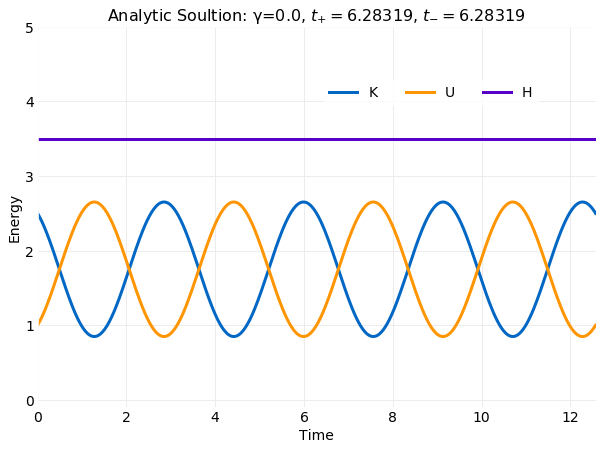 Analytic Soultion: γ=0.0, t₊ = 6.28319, t₋ = 6.28319
5
4
3
2
1
0
Energy
K U H
0 2 4 6 8 10 12
Time